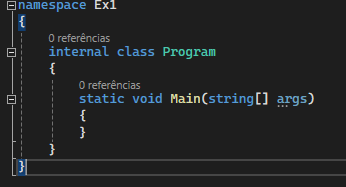 namespace Ex1
{
0 referências
internal class Program
{
0 referências
static void Main(string[] args)
{
}
}
}